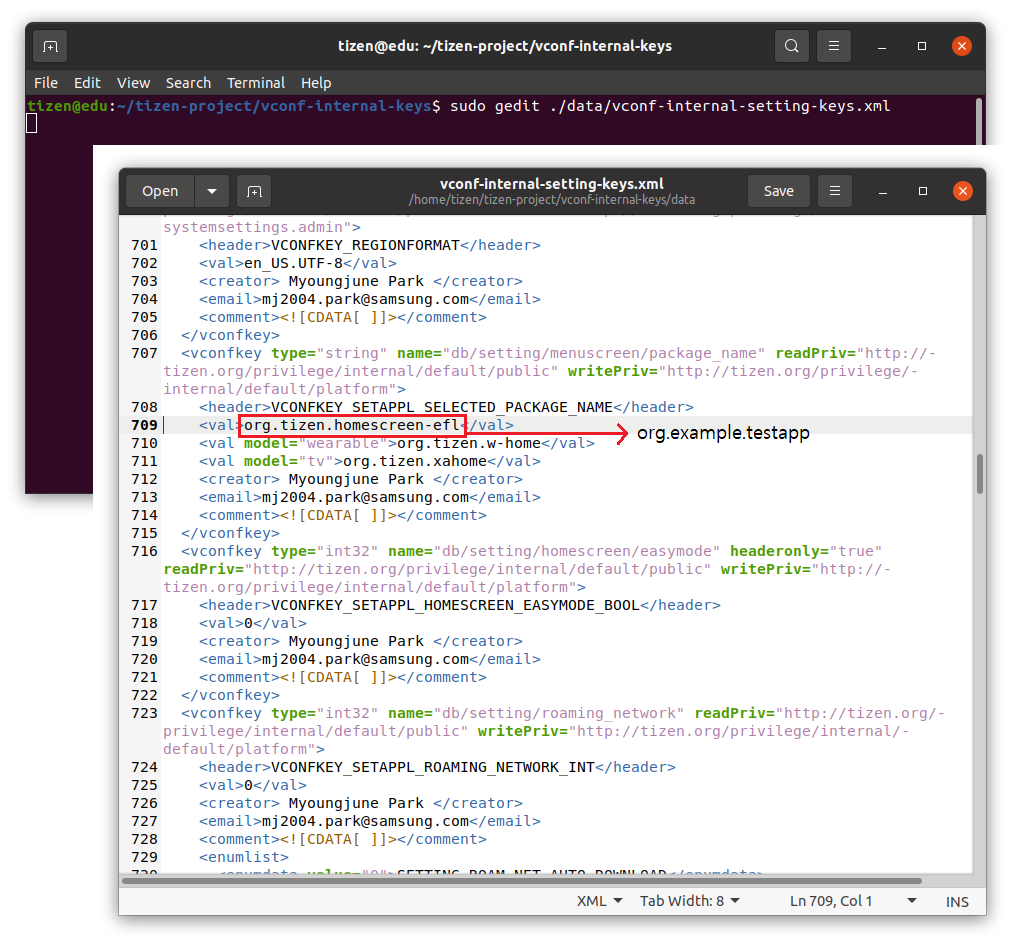 tizen@edu: ~/tizen-project/vconf-internal-keys
File Edit View Search Terminal Help
tizen@edu:~/tizen-project/vconf-internal-keys$ sudo gedit ./data/vconf-internal-setting-keys.xml
Open
vconf-internal-setting-keys.xml
/home/tizen/tizen-project/vconf-internal-keys/data
Save
systemsettings.admin">
701 <header>VCONFKEY_REGIONFORMAT</header>
702 <val>en_US.UTF-8</val>
703 <creator> Myoungjune Park </creator>
704 <email>mj2004.park@samsung.com</email>
705 <comment><![CDATA[ ]]></comment>
706 </vconfkey>
707 <vconfkey type="string" name="db/setting/menuscreen/package_name" readPriv="http://-
tizen.org/privilege/internal/default/public" writePriv="http://tizen.org/privilege/-
internal/default/platform">
708 <header>VCONFKEY_SETAPPL_SELECTED_PACKAGE_NAME</header>
709 <val>org.tizen.homescreen-efl</val>
org.example.testapp
710 <val model="wearable">org.tizen.w-home</val>
711 <val model="tv">org.tizen.xahome</val>
712 <creator> Myoungjune Park </creator>
713 <email>mj2004.park@samsung.com</email>
714 <comment><![CDATA[ ]]></comment>
715 </vconfkey>
716 <vconfkey type="int32" name="db/setting/homescreen/easymode" headeronly="true"
readPriv="http://tizen.org/privilege/internal/default/public" writePriv="http://-
tizen.org/privilege/internal/default/platform">
717 <header>VCONFKEY_SETAPPL_HOMESCREEN_EASYMODE_BOOL</header>
718 <val>0</val>
719 <creator> Myoungjune Park </creator>
720 <email>mj2004.park@samsung.com</email>
721 <comment><![CDATA[ ]]></comment>
722 </vconfkey>
723 <vconfkey type="int32" name="db/setting/roaming_network" readPriv="http://tizen.org/-
privilege/internal/default/public" writePriv="http://tizen.org/privilege/internal/-
default/platform">
724 <header>VCONFKEY_SETAPPL_ROAMING_NETWORK_INT</header>
725 <val>0</val>
726 <creator> Myoungjune Park </creator>
727 <email>mj2004.park@samsung.com</email>
728 <comment><![CDATA[ ]]></comment>
729 <enumlist>
730 <enumdata value="0">SETTING_ROAM_NET_AUTO_DOWNLOAD</enumdata>
XML Tab Width: 8 Ln 709, Col 1 INS